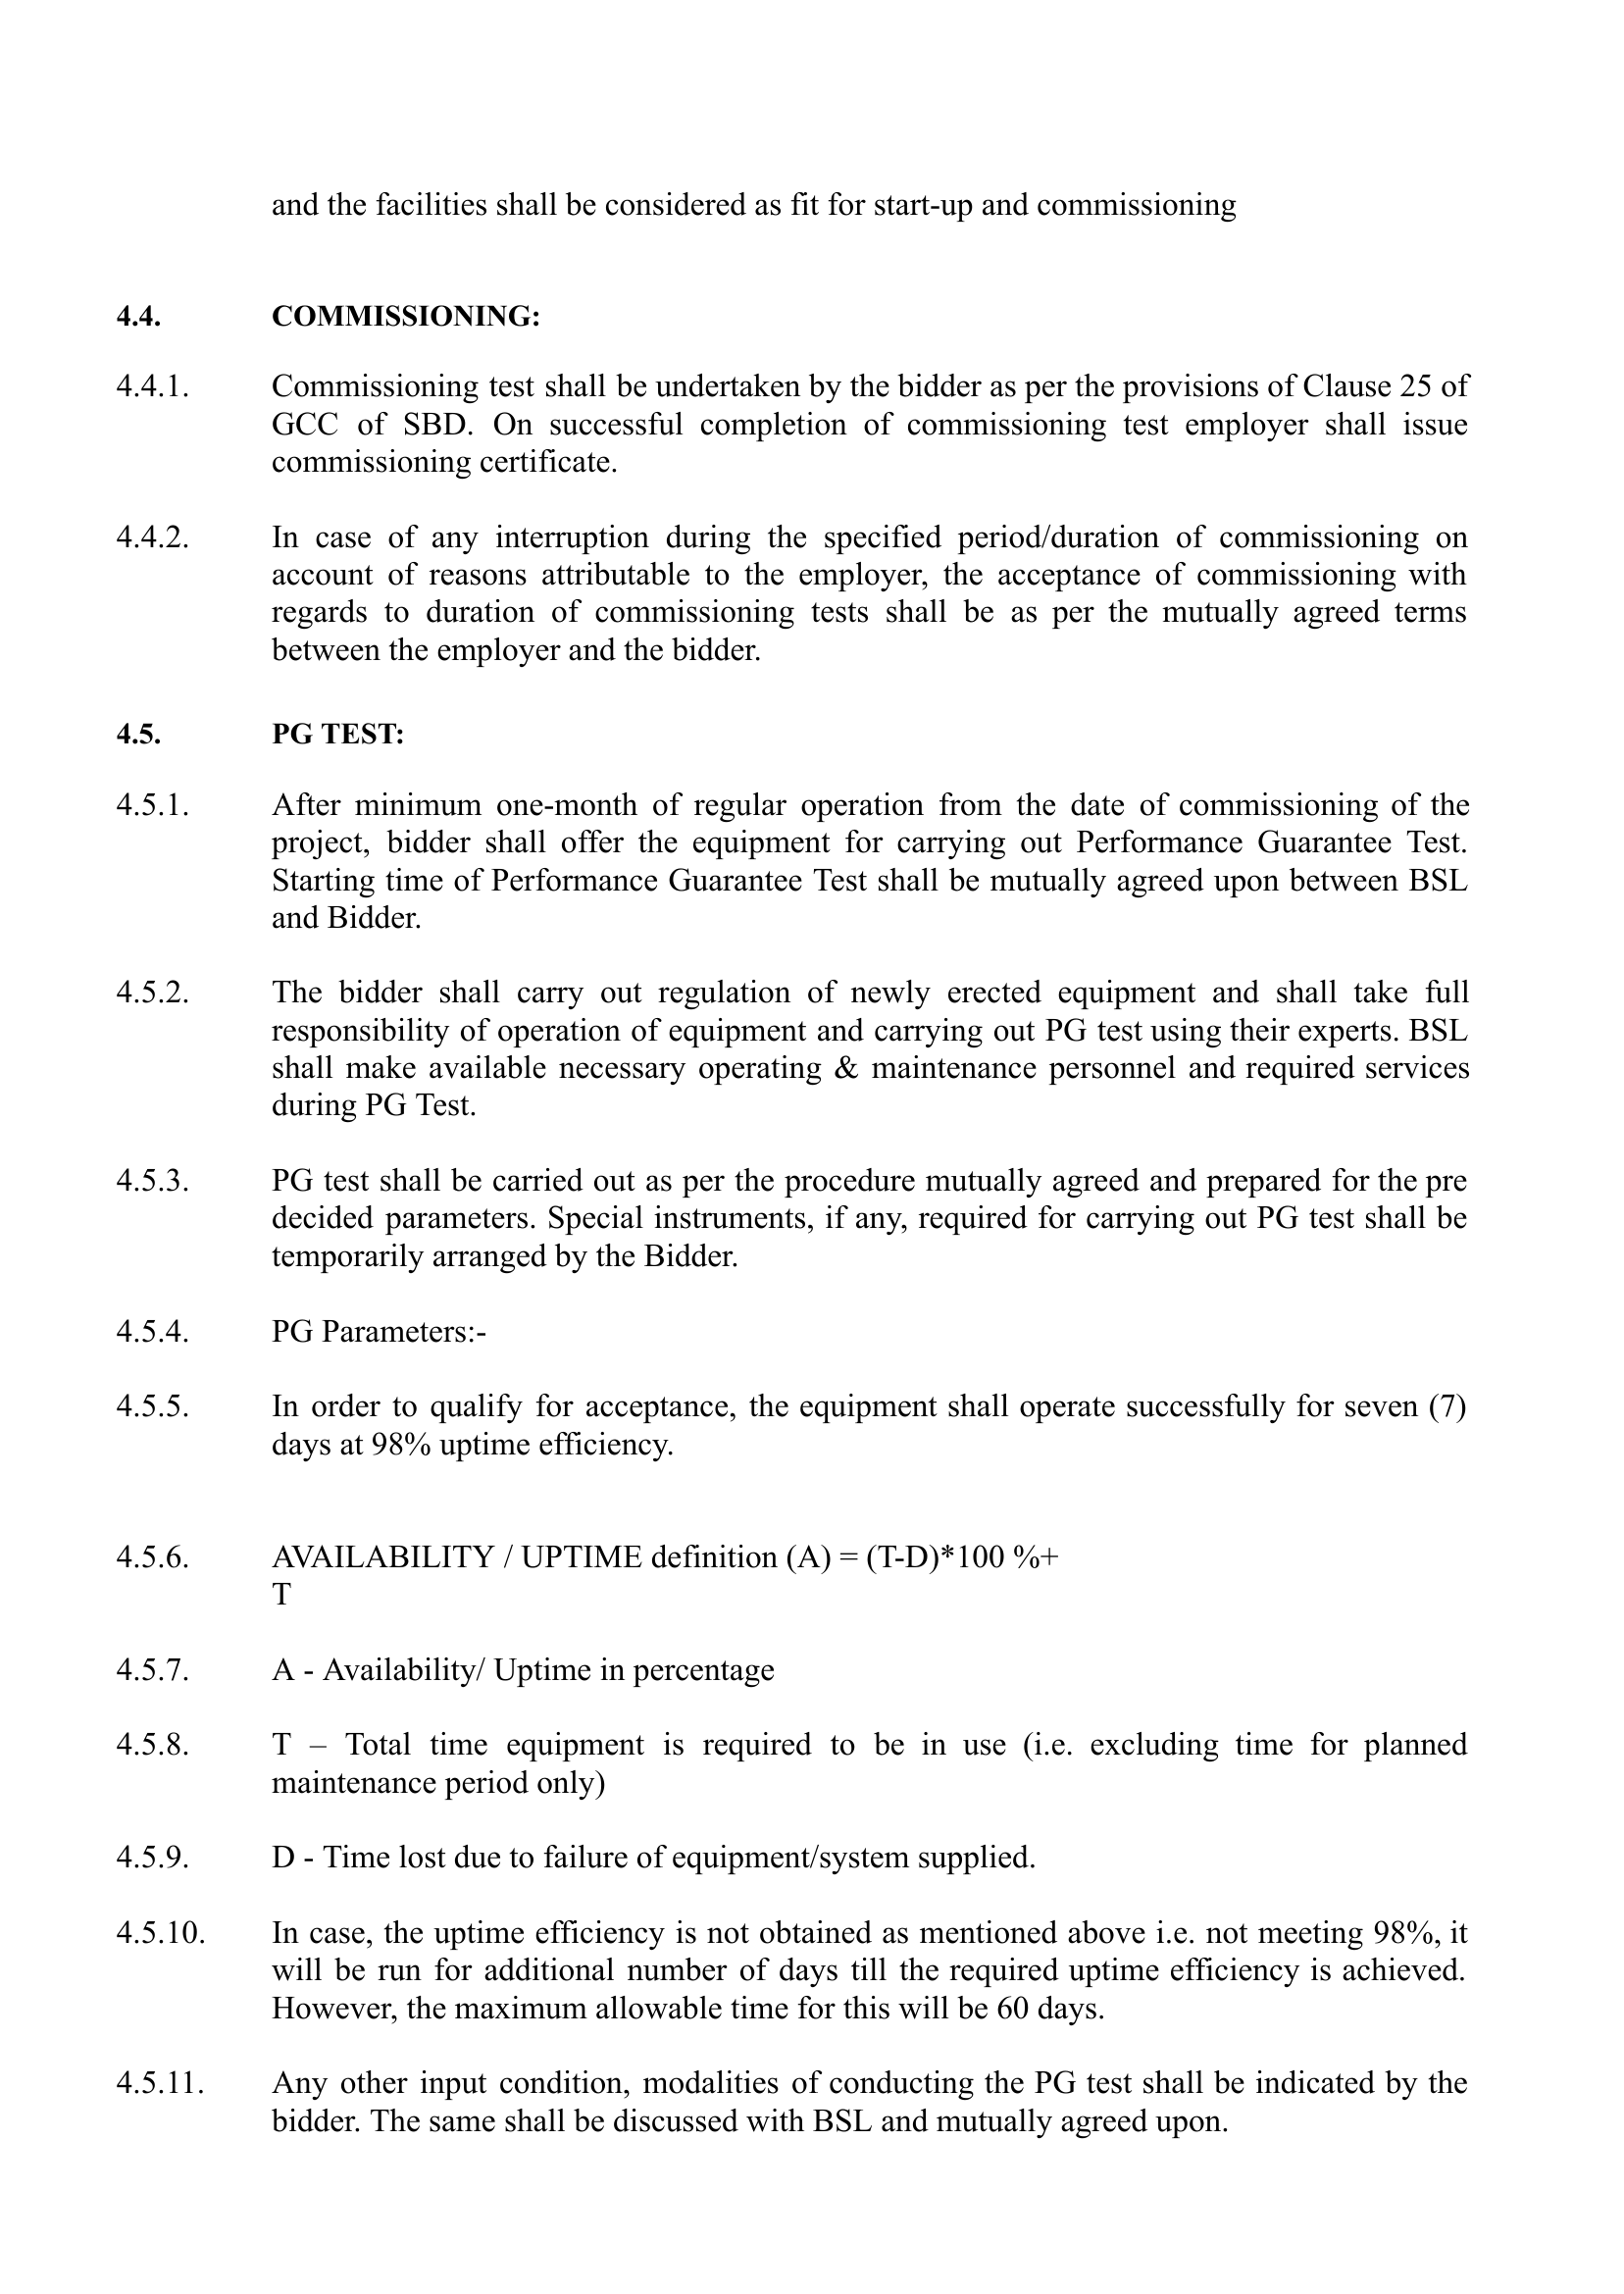 and the facilities shall be considered as fit for start-up and commissioning
4.4. COMMISSIONING:
4.4.1. Commissioning test shall be undertaken by the bidder as per the provisions of Clause 25 of
GCC of SBD. On successful completion of commissioning test employer shall issue
commissioning certificate.
4.4.2. In case of any interruption during the specified period/duration of commissioning on
account of reasons attributable to the employer, the acceptance of commissioning with
regards to duration of commissioning tests shall be as per the mutually agreed terms
between the employer and the bidder.
4.5. PG TEST:
4.5.1. After minimum one-month of regular operation from the date of commissioning of the
project, bidder shall offer the equipment for carrying out Performance Guarantee Test.
Starting time of Performance Guarantee Test shall be mutually agreed upon between BSL
and Bidder.
4.5.2. The bidder shall carry out regulation of newly erected equipment and shall take full
responsibility of operation of equipment and carrying out PG test using their experts. BSL
shall make available necessary operating & maintenance personnel and required services
during PG Test.
4.5.3. PG test shall be carried out as per the procedure mutually agreed and prepared for the pre
decided parameters. Special instruments, if any, required for carrying out PG test shall be
temporarily arranged by the Bidder.
4.5.4. PG Parameters:-
4.5.5. In order to qualify for acceptance, the equipment shall operate successfully for seven (7)
days at 98% uptime efficiency.
4.5.6. AVAILABILITY / UPTIME definition (A) = (T-D)*100 %+
T
4.5.7. A - Availability/ Uptime in percentage
4.5.8. T – Total time equipment is required to be in use (i.e. excluding time for planned
maintenance period only)
4.5.9. D - Time lost due to failure of equipment/system supplied.
4.5.10. In case, the uptime efficiency is not obtained as mentioned above i.e. not meeting 98%, it
will be run for additional number of days till the required uptime efficiency is achieved.
However, the maximum allowable time for this will be 60 days.
4.5.11. Any other input condition, modalities of conducting the PG test shall be indicated by the
bidder. The same shall be discussed with BSL and mutually agreed upon.